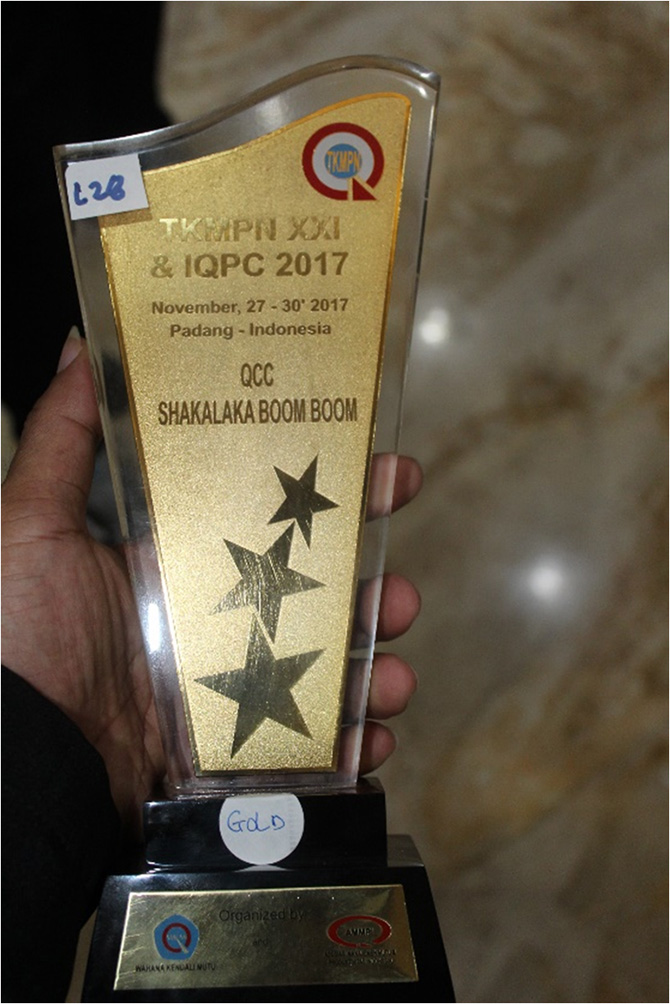 L28
TKMPN
TKMPN XXI
& IQPC 2017
November, 27 - 30' 2017
Padang - Indonesia
QCC
SHAKALAKA BOOM BOOM
GOLD
Organized by
and
WAHANA KENDALI MUTU